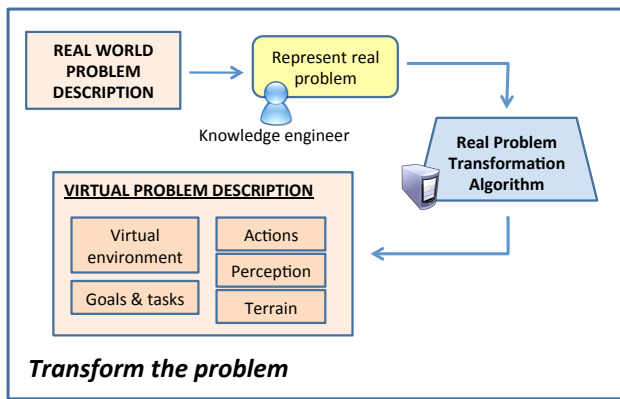 REAL WORLD
PROBLEM
DESCRIPTION
Represent real
problem
Knowledge engineer
Real Problem
Transformation
Algorithm
VIRTUAL PROBLEM DESCRIPTION
Virtual
environment
Goals & tasks
Actions
Perception
Terrain
Transform the problem